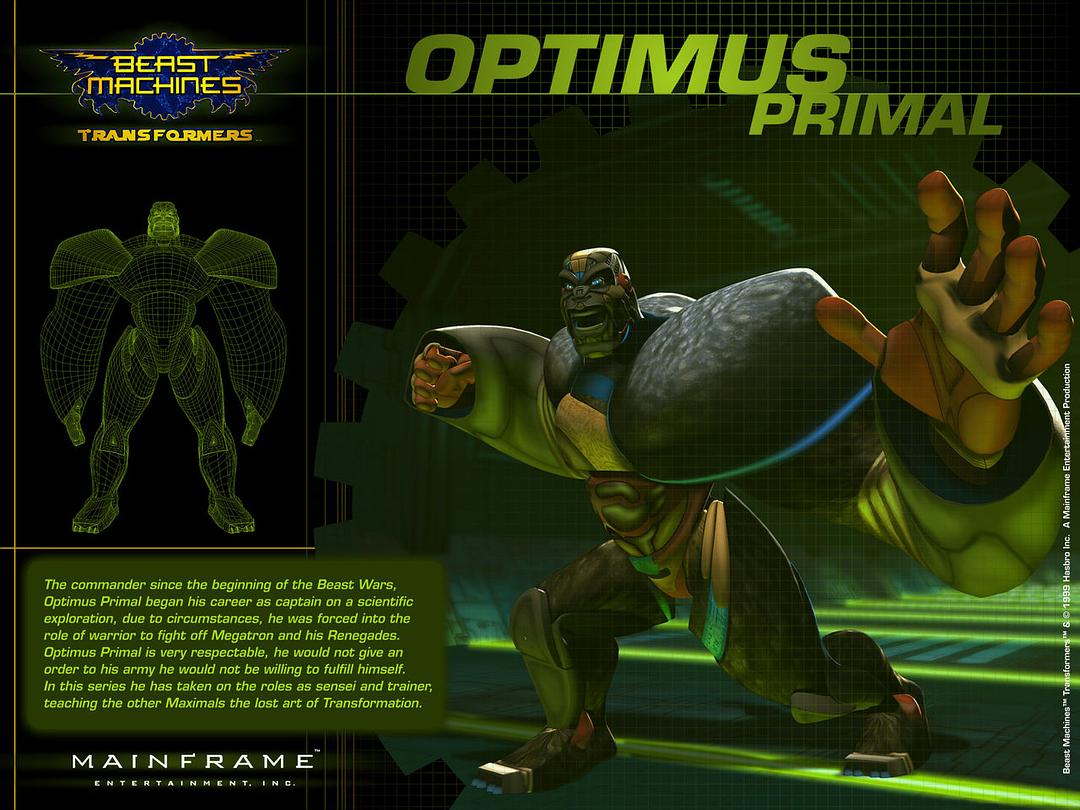 BEAST
MACHINES
TRANSFORMERS
OPTIMUS
PRIMAL
The commander since the beginning of the Beast Wars,
Optimus Primal began his career as captain on a scientific
exploration, due to circumstances, he was forced into the
role of warrior to fight off Megatron and his Renegades.
Optimus Primal is very respectable, he would not give an
order to his army he would not be willing to fulfill himself.
In this series he has taken on the roles as sensei and trainer,
teaching the other Maximals the lost art of Transformation.
MAINFRAME™
ENTERTAINMENT, INC.
Beast Machines™ Transformers™ & © 1999 Hasbro Inc. A Mainframe Entertainment Production